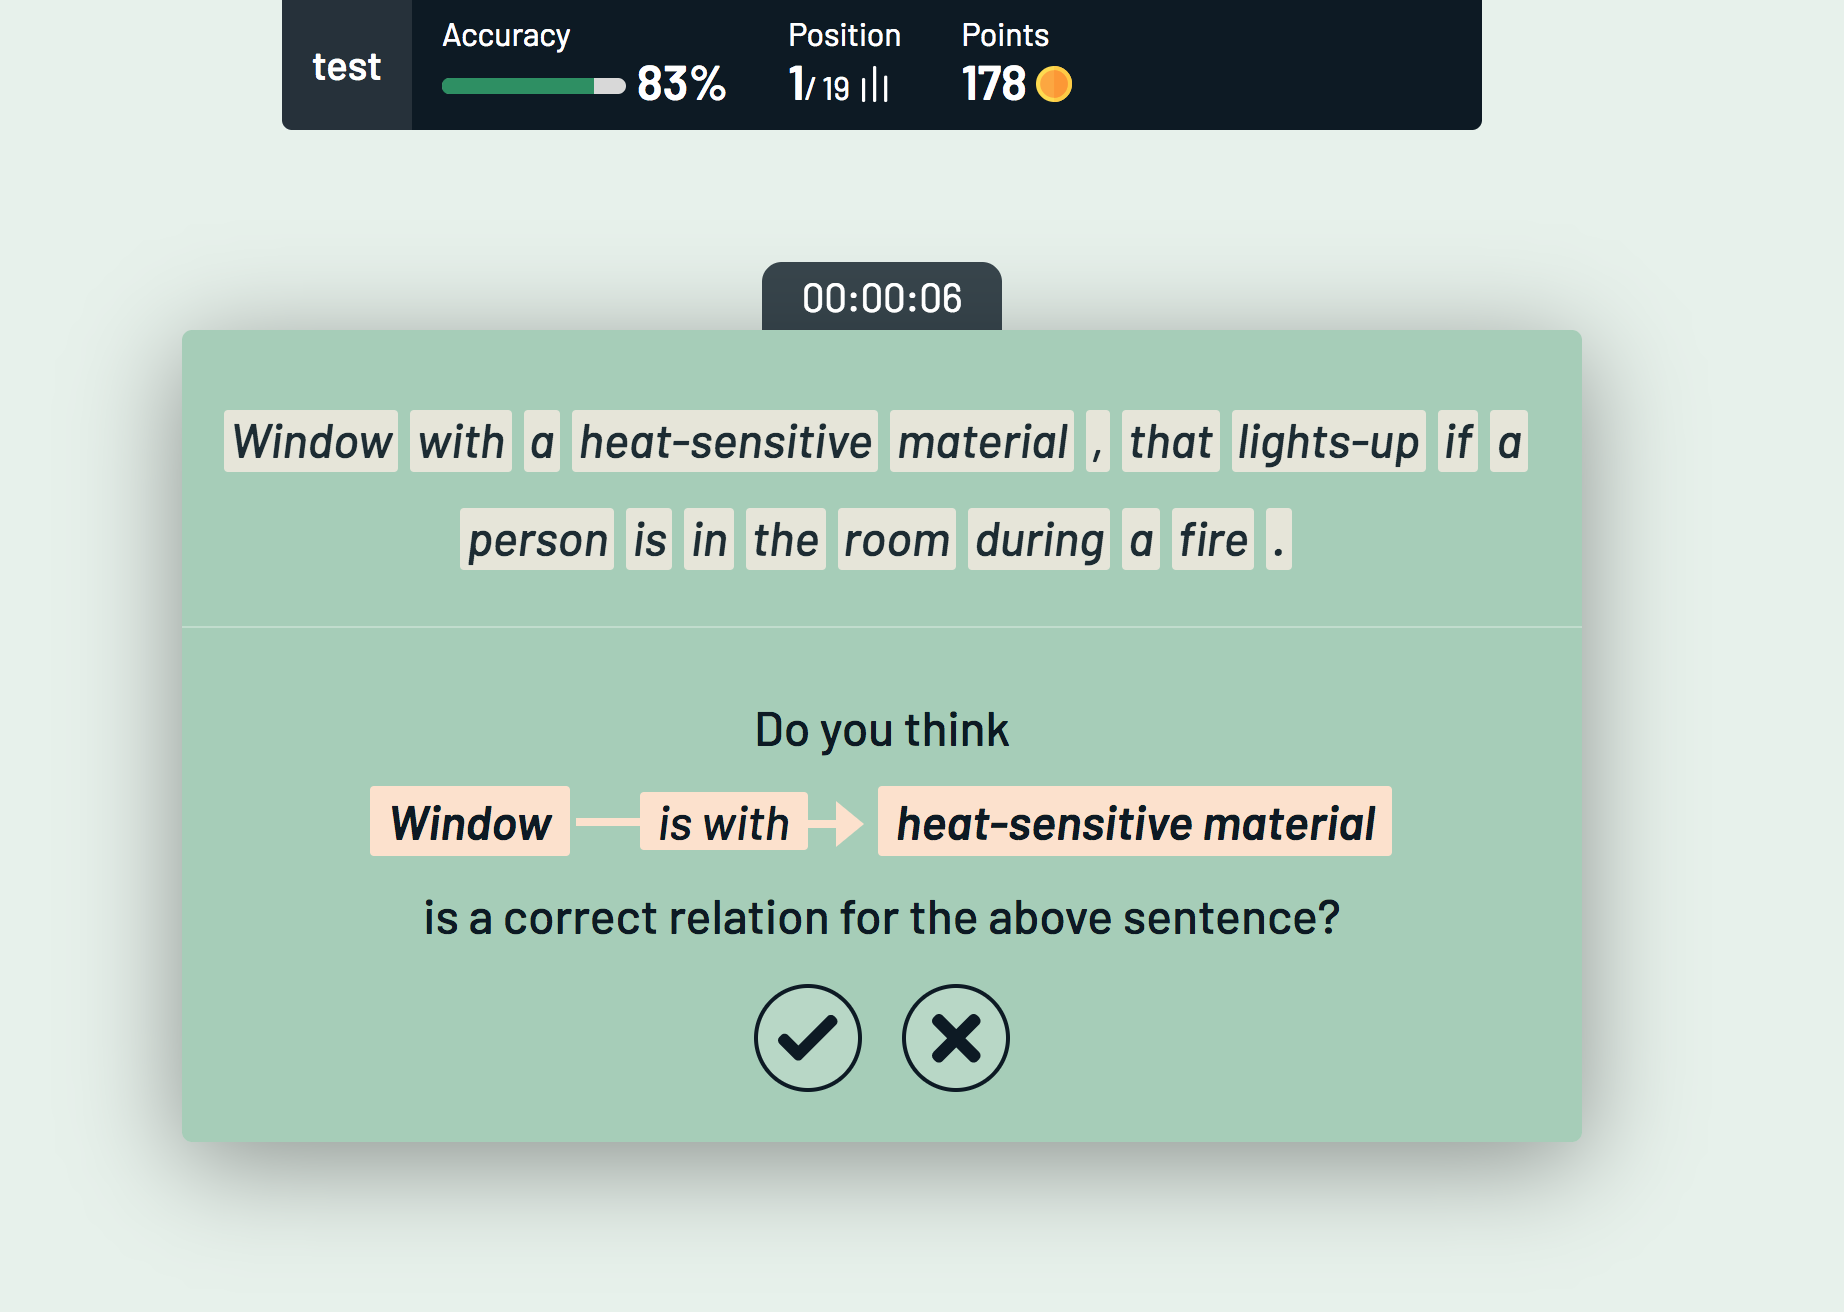 test
Accuracy
83%
Position
1/ 19
Points
178
00:00:06
Window with a heat-sensitive material , that lights-up if a
person is in the room during a fire .
Do you think
Window is with heat-sensitive material
is a correct relation for the above sentence?